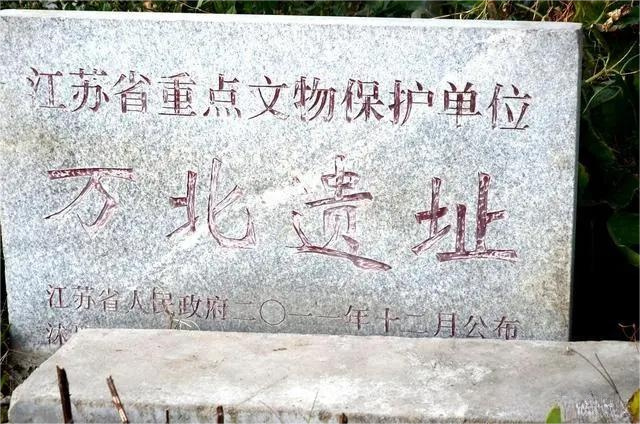 江苏省重点文物保护单位
万北遗址
江苏省人民政府二〇一一年十二月公布
沭